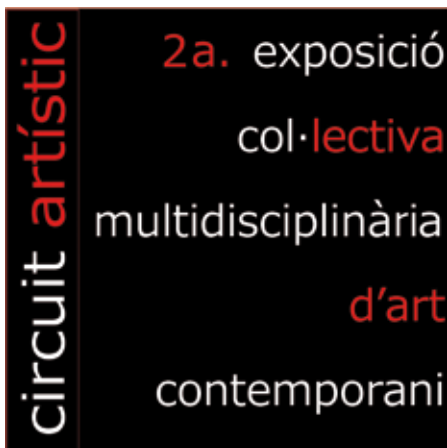 circuit artístic
2a. exposició
col·lectiva
multidisciplinària
d'art
contemporani